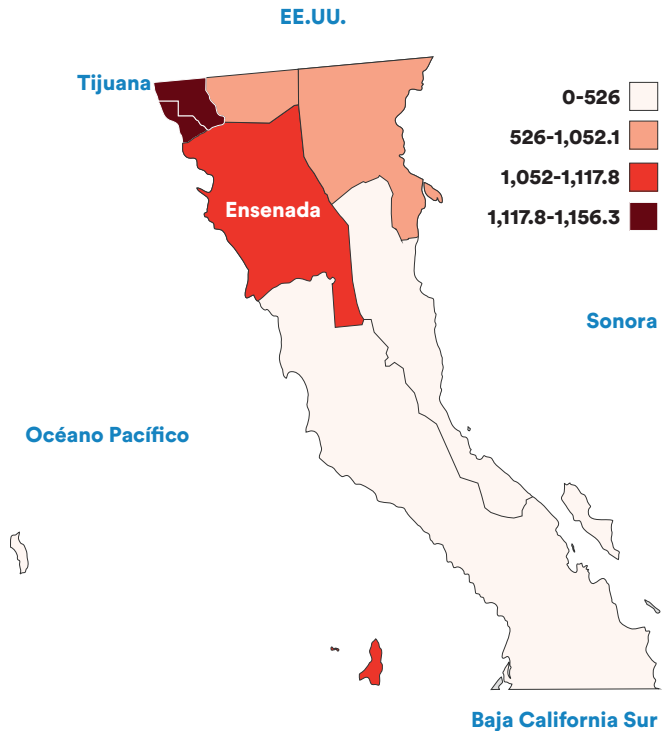 EE.UU.
Tijuana
0-526
526-1,052.1
1,052-1,117.8
Ensenada
1,117.8-1,156.3
Sonora
Océano Pacífico
Baja California Sur